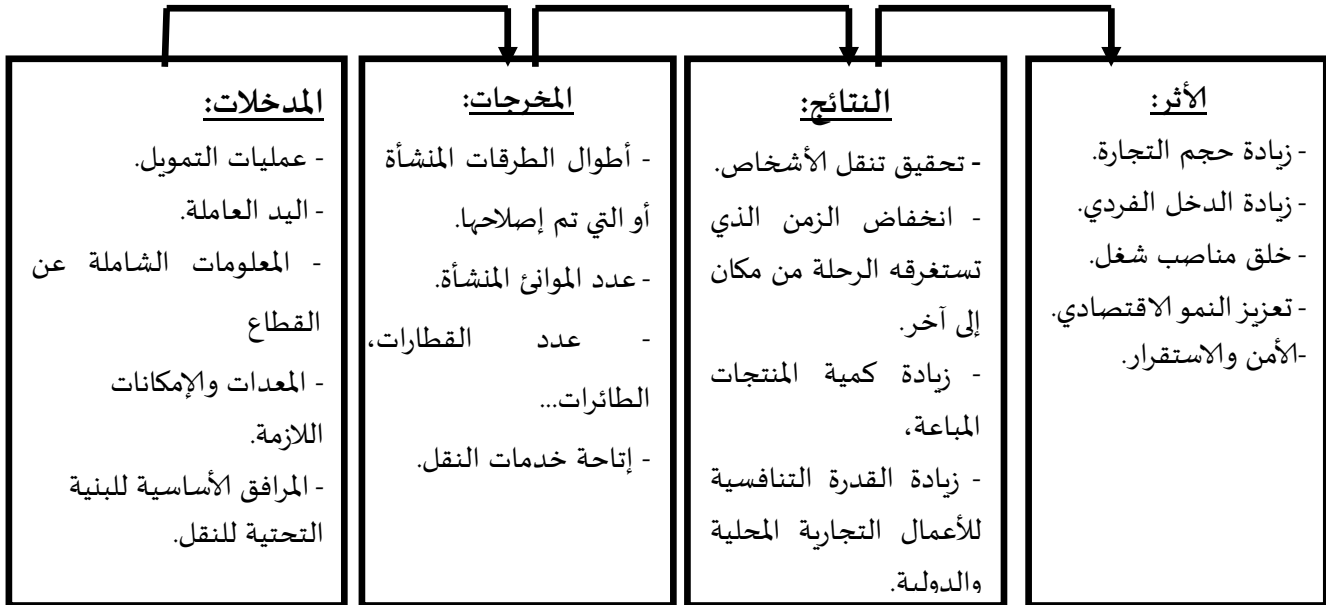 المدخلات:
- عمليات التمويل.
- اليد العاملة.
- المعلومات الشاملة عن
القطاع
- المعدات والإمكانات
اللازمة.
- المرافق الأساسية للبنية
التحتية للنقل.
المخرجات:
- أطوال الطرقات المنشأة
أو التي تم إصلاحها.
- عدد الموانئ المنشأة.
- عدد القطارات،
الطائرات...
- إتاحة خدمات النقل.
النتائج:
- تحقيق تنقل الأشخاص.
- انخفاض الزمن الذي
تستغرقه الرحلة من مكان
إلى آخر.
- زيادة كمية المنتجات
المباعة،
- زيادة القدرة التنافسية
للأعمال التجارية المحلية
والدولية.
الأثر:
- زيادة حجم التجارة.
- زيادة الدخل الفردي.
- خلق مناصب شغل.
- تعزيز النمو الاقتصادي.
-الأمن والاستقرار.